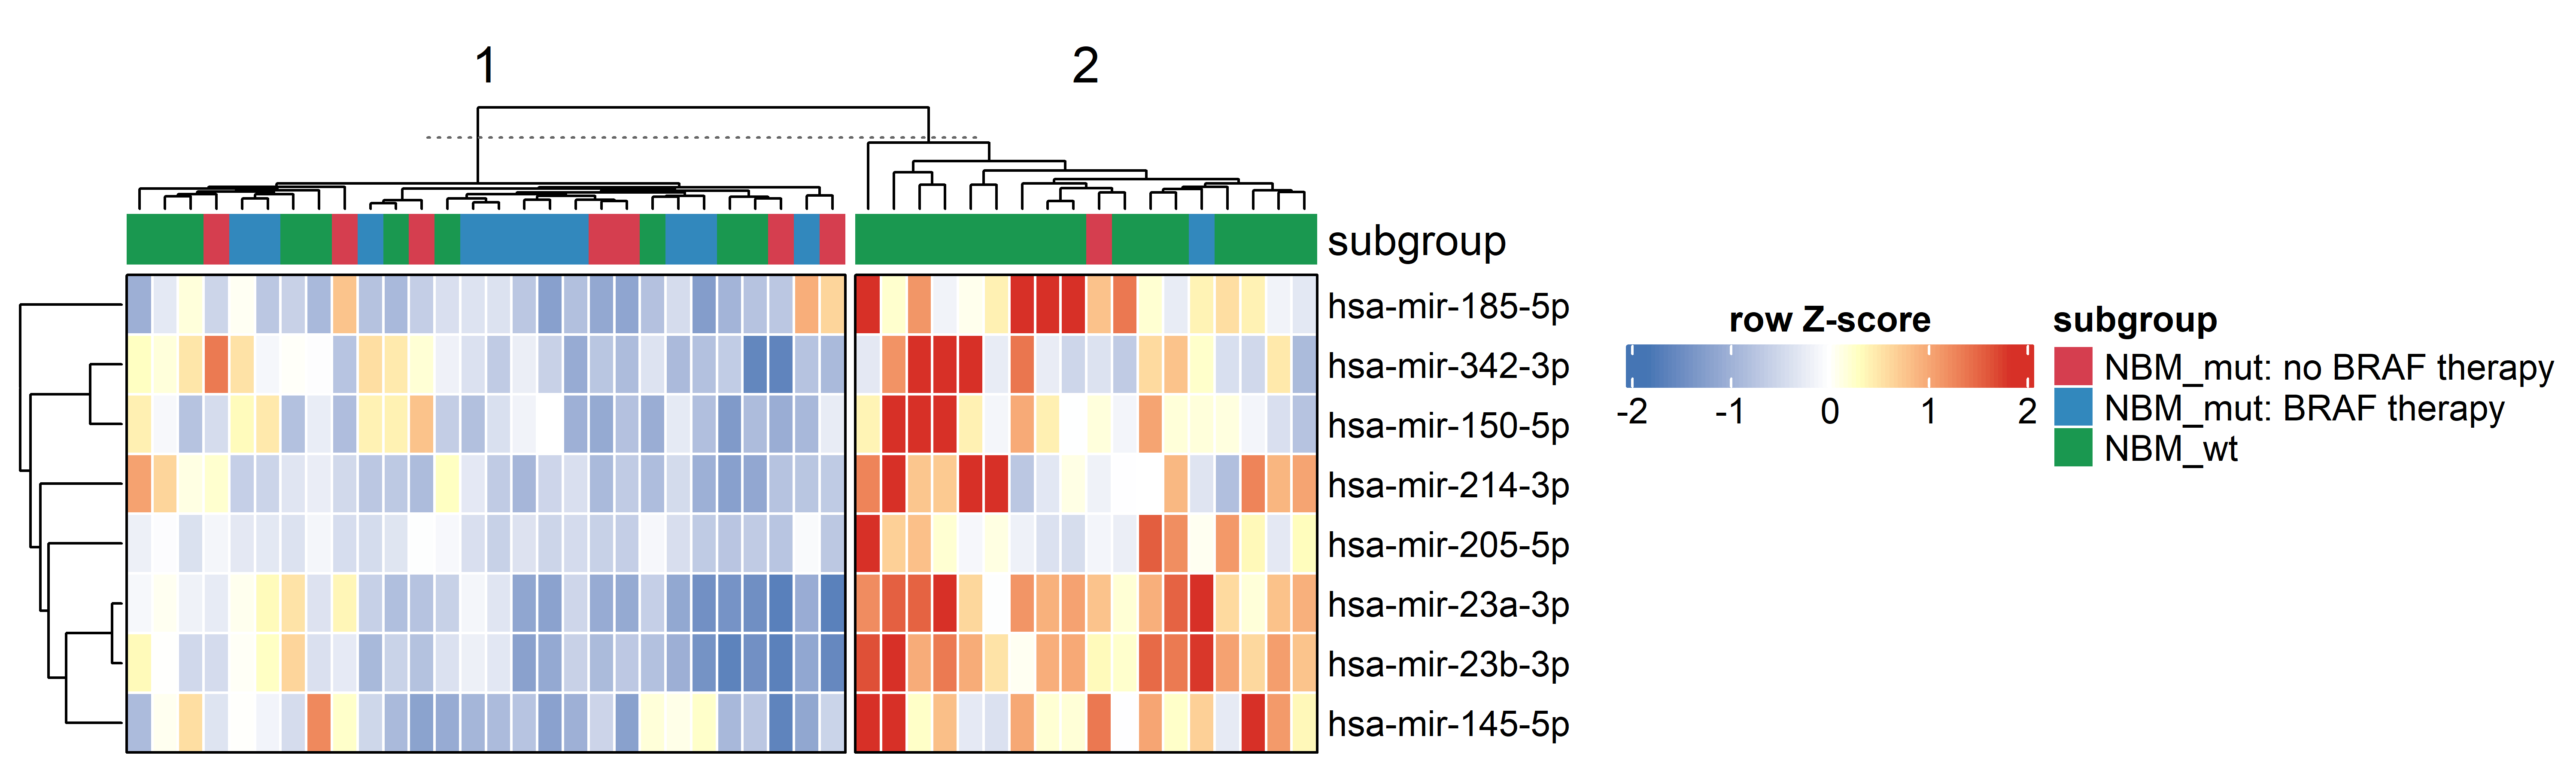 1
2
subgroup
hsa-mir-185-5p
hsa-mir-342-3p
hsa-mir-150-5p
hsa-mir-214-3p
hsa-mir-205-5p
hsa-mir-23a-3p
hsa-mir-23b-3p
hsa-mir-145-5p
row Z-score
-2 -1 0 1 2
subgroup
NBM_mut: no BRAF therapy
NBM_mut: BRAF therapy
NBM_wt